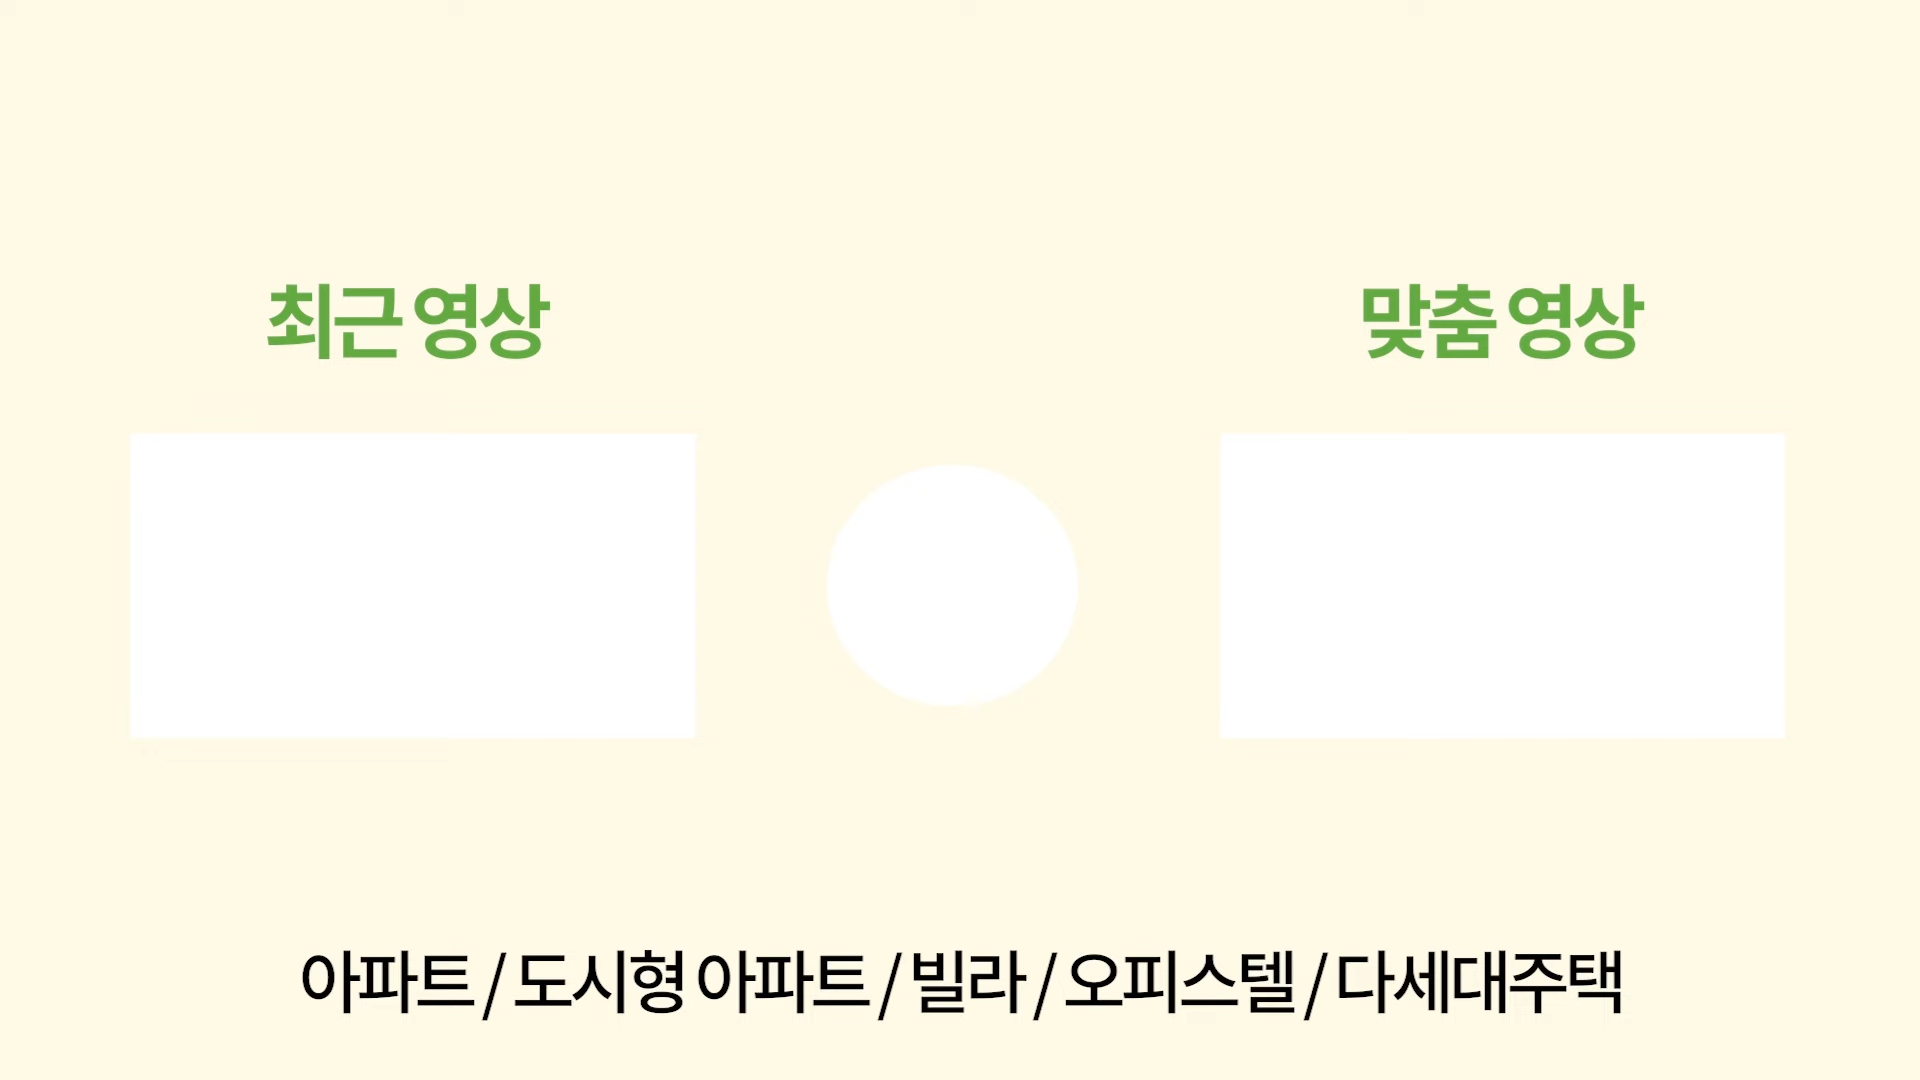 최근 영상
맞춤 영상
아파트 / 도시형 아파트 / 빌라 / 오피스텔 / 다세대주택